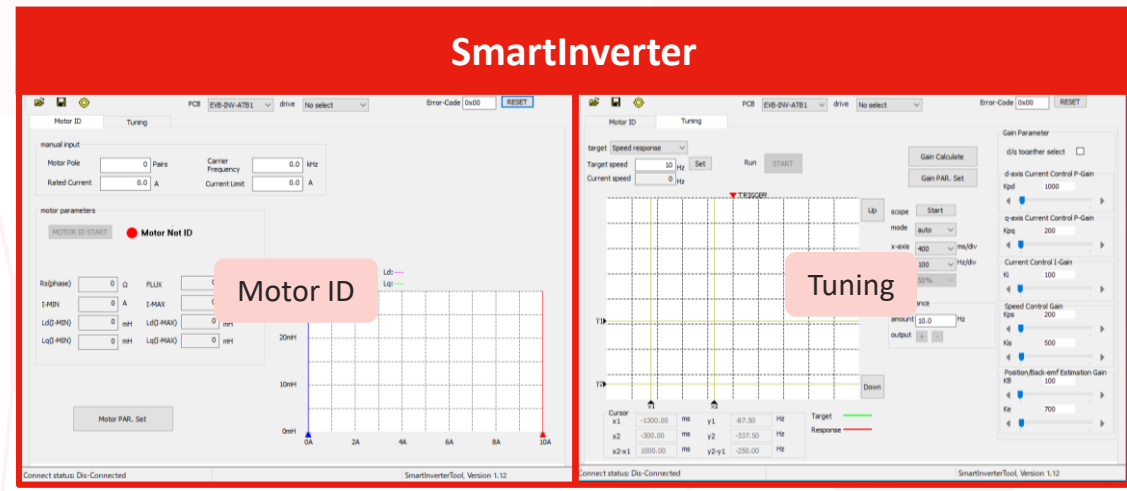 SmartInverter
PCB EVB-INV-ATB1 drive No select Error-Code 0x00 RESET
Motor ID Tuning
manual input
Motor Pole 0 Pairs Carrier Frequency 0.0 kHz
Rated Current 0.0 A Current Limit 0.0 A
motor parameters
MOTOR ID START Motor Not ID
Rs(phase) 0 Ω FLUX
I-MIN 0 A I-MAX
Ld(I-MIN) 0 mH Ld(I-MAX) 0 mH
Lq(I-MIN) 0 mH Lq(I-MAX) 0 mH
Motor ID
Ld:
Lq:
20mH
10mH
0mH
0A 2A 4A 6A 8A 10A
Motor PAR. Set
Connect status: Dis-Connected SmartInverterTool, Version 1.12
PCB EVB-INV-ATB1 drive No select Error-Code 0x00 RESET
Motor ID Tuning
target Speed response
Target speed 10 Hz Set Run START
Current speed 0 Hz
Gain Calculate
Gain PAR. Set
TRIGGER
Up
scope Start
mode auto
x-axis 400 ms/div
100 Hz/div
50%
Tuning
amount 10.0 Hz
output + -
Y1
Y2
Down
X1 X2
Cursor
x1 -1300.00 ms y1 -87.50 Hz
x2 -300.00 ms y2 -337.50 Hz
x2-x1 1000.00 ms y2-y1 -250.00 Hz
Target
Response
Gain Parameter
d/q together select
d-axis Current Control P-Gain
Kpd 1000
q-axis Current Control P-Gain
Kpq 200
Current Control I-Gain
Ki 100
Speed Control Gain
Kps 200
Kis 500
Position/Back-emf Estimation Gain
KB 100
Ke 700
Connect status: Dis-Connected SmartInverterTool, Version 1.12